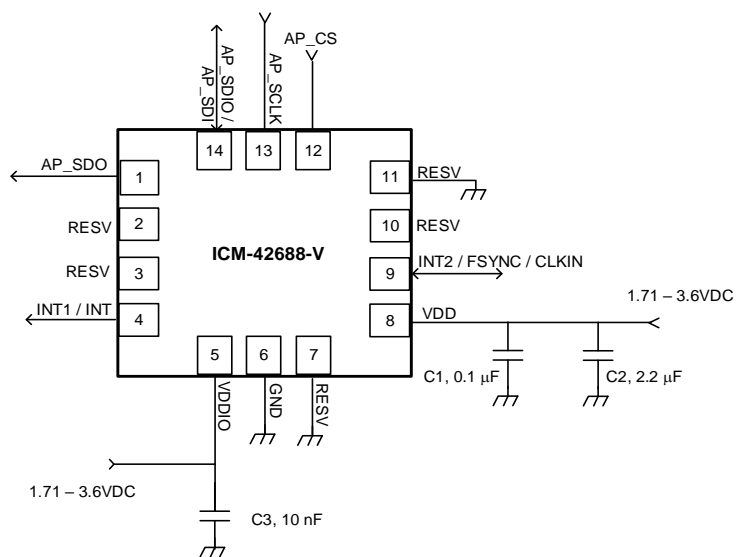 AP_CS
AP_SDIO /
AP_SDI
AP_SCLK
14
13
12
AP_SDO
1
11
RESV
RESV
2
10
RESV
ICM-42688-V
RESV
3
9
INT2 / FSYNC / CLKIN
INT1 / INT
4
8
VDD
1.71 – 3.6VDC
5
6
7
C1, 0.1 μF
C2, 2.2 μF
VDDIO
GND
RESV
1.71 – 3.6VDC
C3, 10 nF